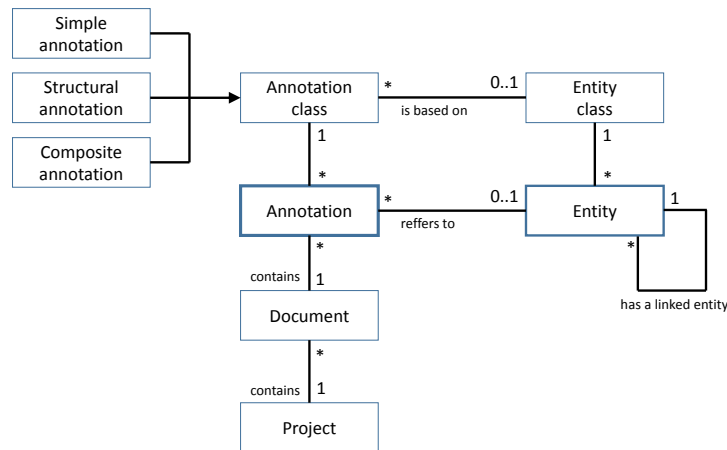 Simple
annotation
Structural
annotation
Composite
annotation
Annotation
class
*
is based on
0..1
Entity
class
1
*
1
*
Annotation
*
reffers to
0..1
Entity
1
*
has a linked entity
*
contains
1
Document
*
contains
1
Project